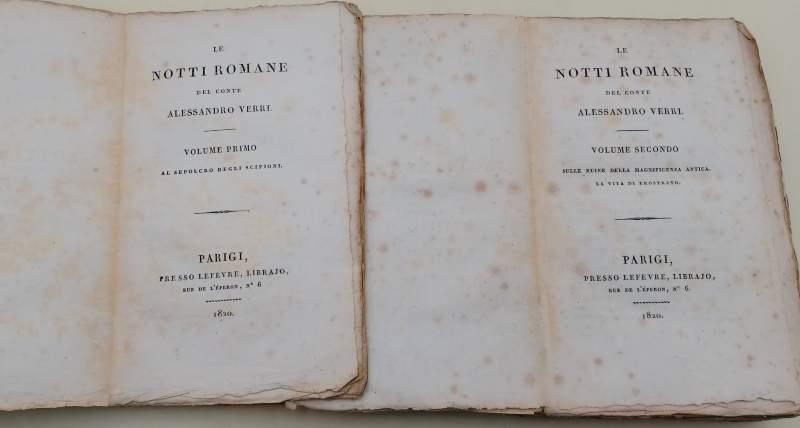 LE
NOTTI ROMANE
DEL CONTE
ALESSANDRO VERRI.
VOLUME PRIMO
AL SEPOLCRO DEGLI SCIPIONI.
PARIGI,
PRESSO LEFEVRE, LIBRAJO,
RUE DE L'ÉPERON, N° 6
1820.
LE
NOTTI ROMANE
DEL CONTE
ALESSANDRO VERRI.
VOLUME SECONDO
SULLE RUINE DELLA MAGNIFICENZA ANTICA.
LA VITA DI EROSTRATO.
PARIGI,
PRESSO LEFEVRE, LIBRAJO,
RUE DE L'ÉPERON, N° 6.
1820.